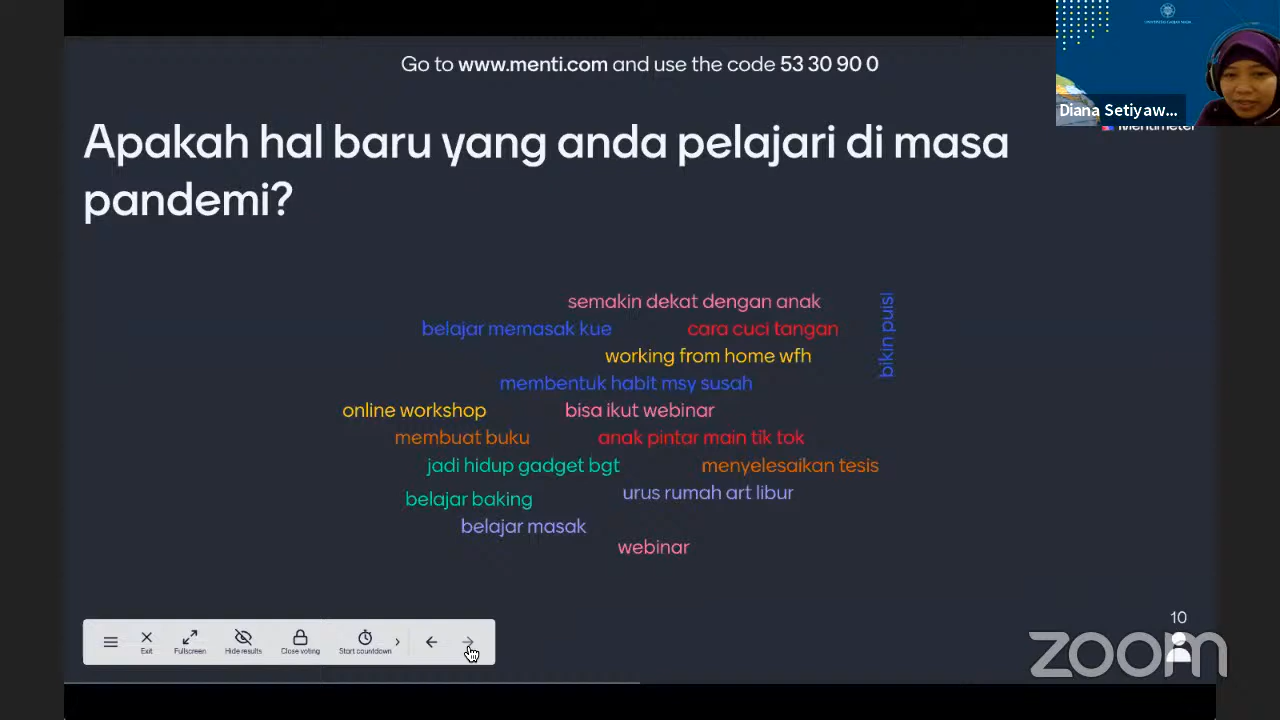 Go to www.menti.com and use the code 53 30 90 0
Diana Setiyaw...
Mentimeter
Apakah hal baru yang anda pelajari di masa
pandemi?
semakin dekat dengan anak
bikin puisi
belajar memasak kue
cara cuci tangan
working from home wfh
membentuk habit msy susah
online workshop
bisa ikut webinar
membuat buku
anak pintar main tik tok
jadi hidup gadget bgt
menyelesaikan tesis
belajar baking
urus rumah art libur
belajar masak
webinar
10
Exit
Fullscreen
Hide results
Close voting
Start countdown
zoom